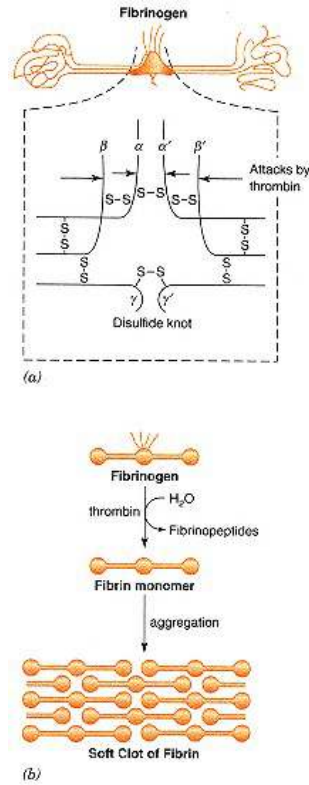 Fibrinogen
β α α′ β′
Attacks by
thrombin
S–S S–S S–S
S
S
S
S
S
S
S
S
S–S
γ γ′
Disulfide knot
(a)
Fibrinogen
thrombin
H₂O
Fibrinopeptides
Fibrin monomer
aggregation
Soft Clot of Fibrin
(b)